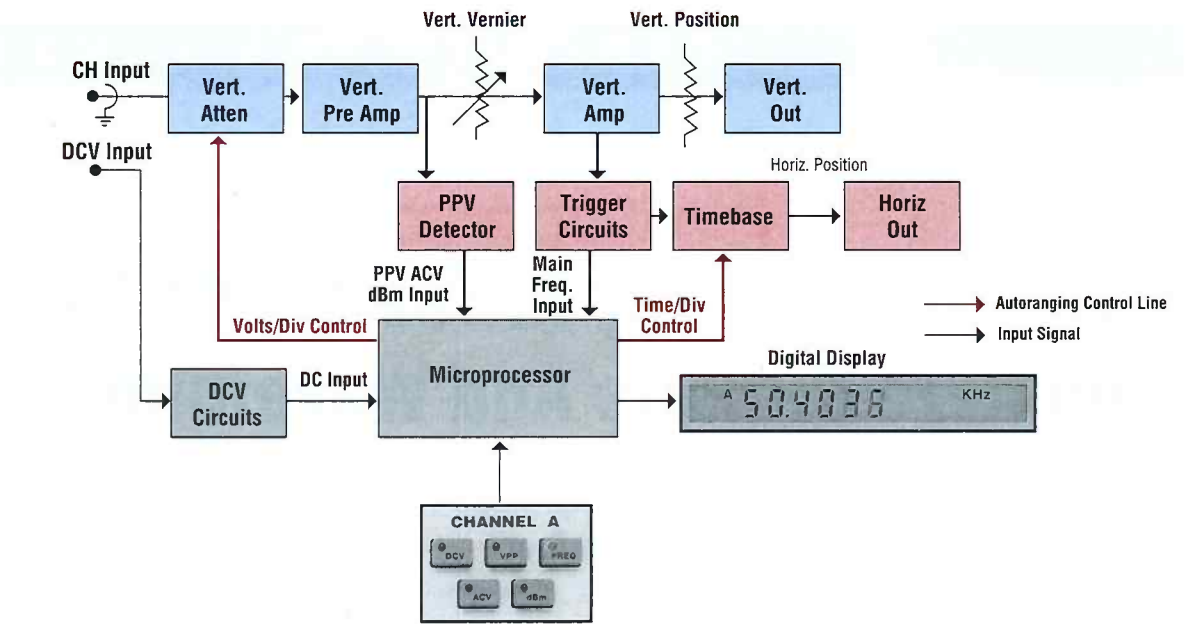 Vert. Vernier
Vert. Position
CH Input
Vert.
Atten
Vert.
Pre Amp
Vert.
Amp
Vert.
Out
DCV Input
Horiz. Position
PPV
Detector
Trigger
Circuits
Timebase
Horiz
Out
PPV ACV
dBm Input
Main
Freq.
Input
Time/Div
Control
Autoranging Control Line
Input Signal
Volts/Div Control
Microprocessor
Digital Display
DCV
Circuits
DC Input
A 50.4036 KHz
CHANNEL A
DCV
VPP
FREQ
ACV
dBm